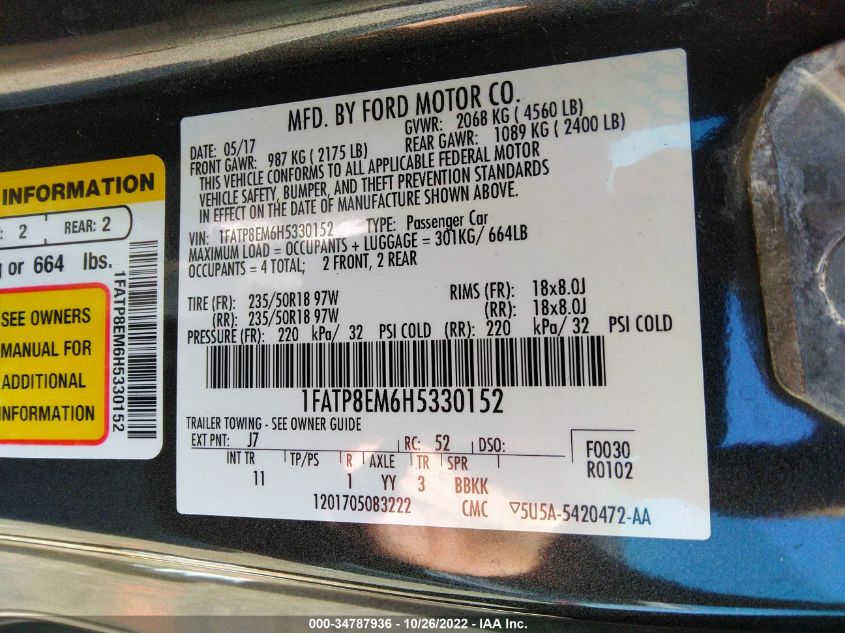 MFD. BY FORD MOTOR CO.
DATE: 05/17 GVWR: 2068 KG ( 4560 LB)
FRONT GAWR: 987 KG ( 2175 LB) REAR GAWR: 1089 KG ( 2400 LB)
THIS VEHICLE CONFORMS TO ALL APPLICABLE FEDERAL MOTOR
VEHICLE SAFETY, BUMPER, AND THEFT PREVENTION STANDARDS
IN EFFECT ON THE DATE OF MANUFACTURE SHOWN ABOVE.
VIN: 1FATP8EM6H5330152 TYPE: Passenger Car
MAXIMUM LOAD = OCCUPANTS + LUGGAGE = 301KG/ 664LB
OCCUPANTS = 4 TOTAL; 2 FRONT, 2 REAR
TIRE (FR): 235/50R18 97W RIMS (FR): 18x8.0J
(RR): 235/50R18 97W (RR): 18x8.0J
PRESSURE (FR): 220 kPa/ 32 PSI COLD (RR): 220 kPa/ 32 PSI COLD
1FATP8EM6H5330152
TRAILER TOWING - SEE OWNER GUIDE
EXT PNT: J7 RC: 52 DSO:
INT TR TP/PS R AXLE TR SPR
11 1 YY 3 BBKK
F0030
R0102
1201705083222 CMC ▽5U5A-5420472-AA
INFORMATION
: 2 REAR: 2
or 664 lbs.
SEE OWNERS
MANUAL FOR
ADDITIONAL
INFORMATION
1FATP8EM6H5330152
000-34787936 - 10/26/2022 - IAA Inc.